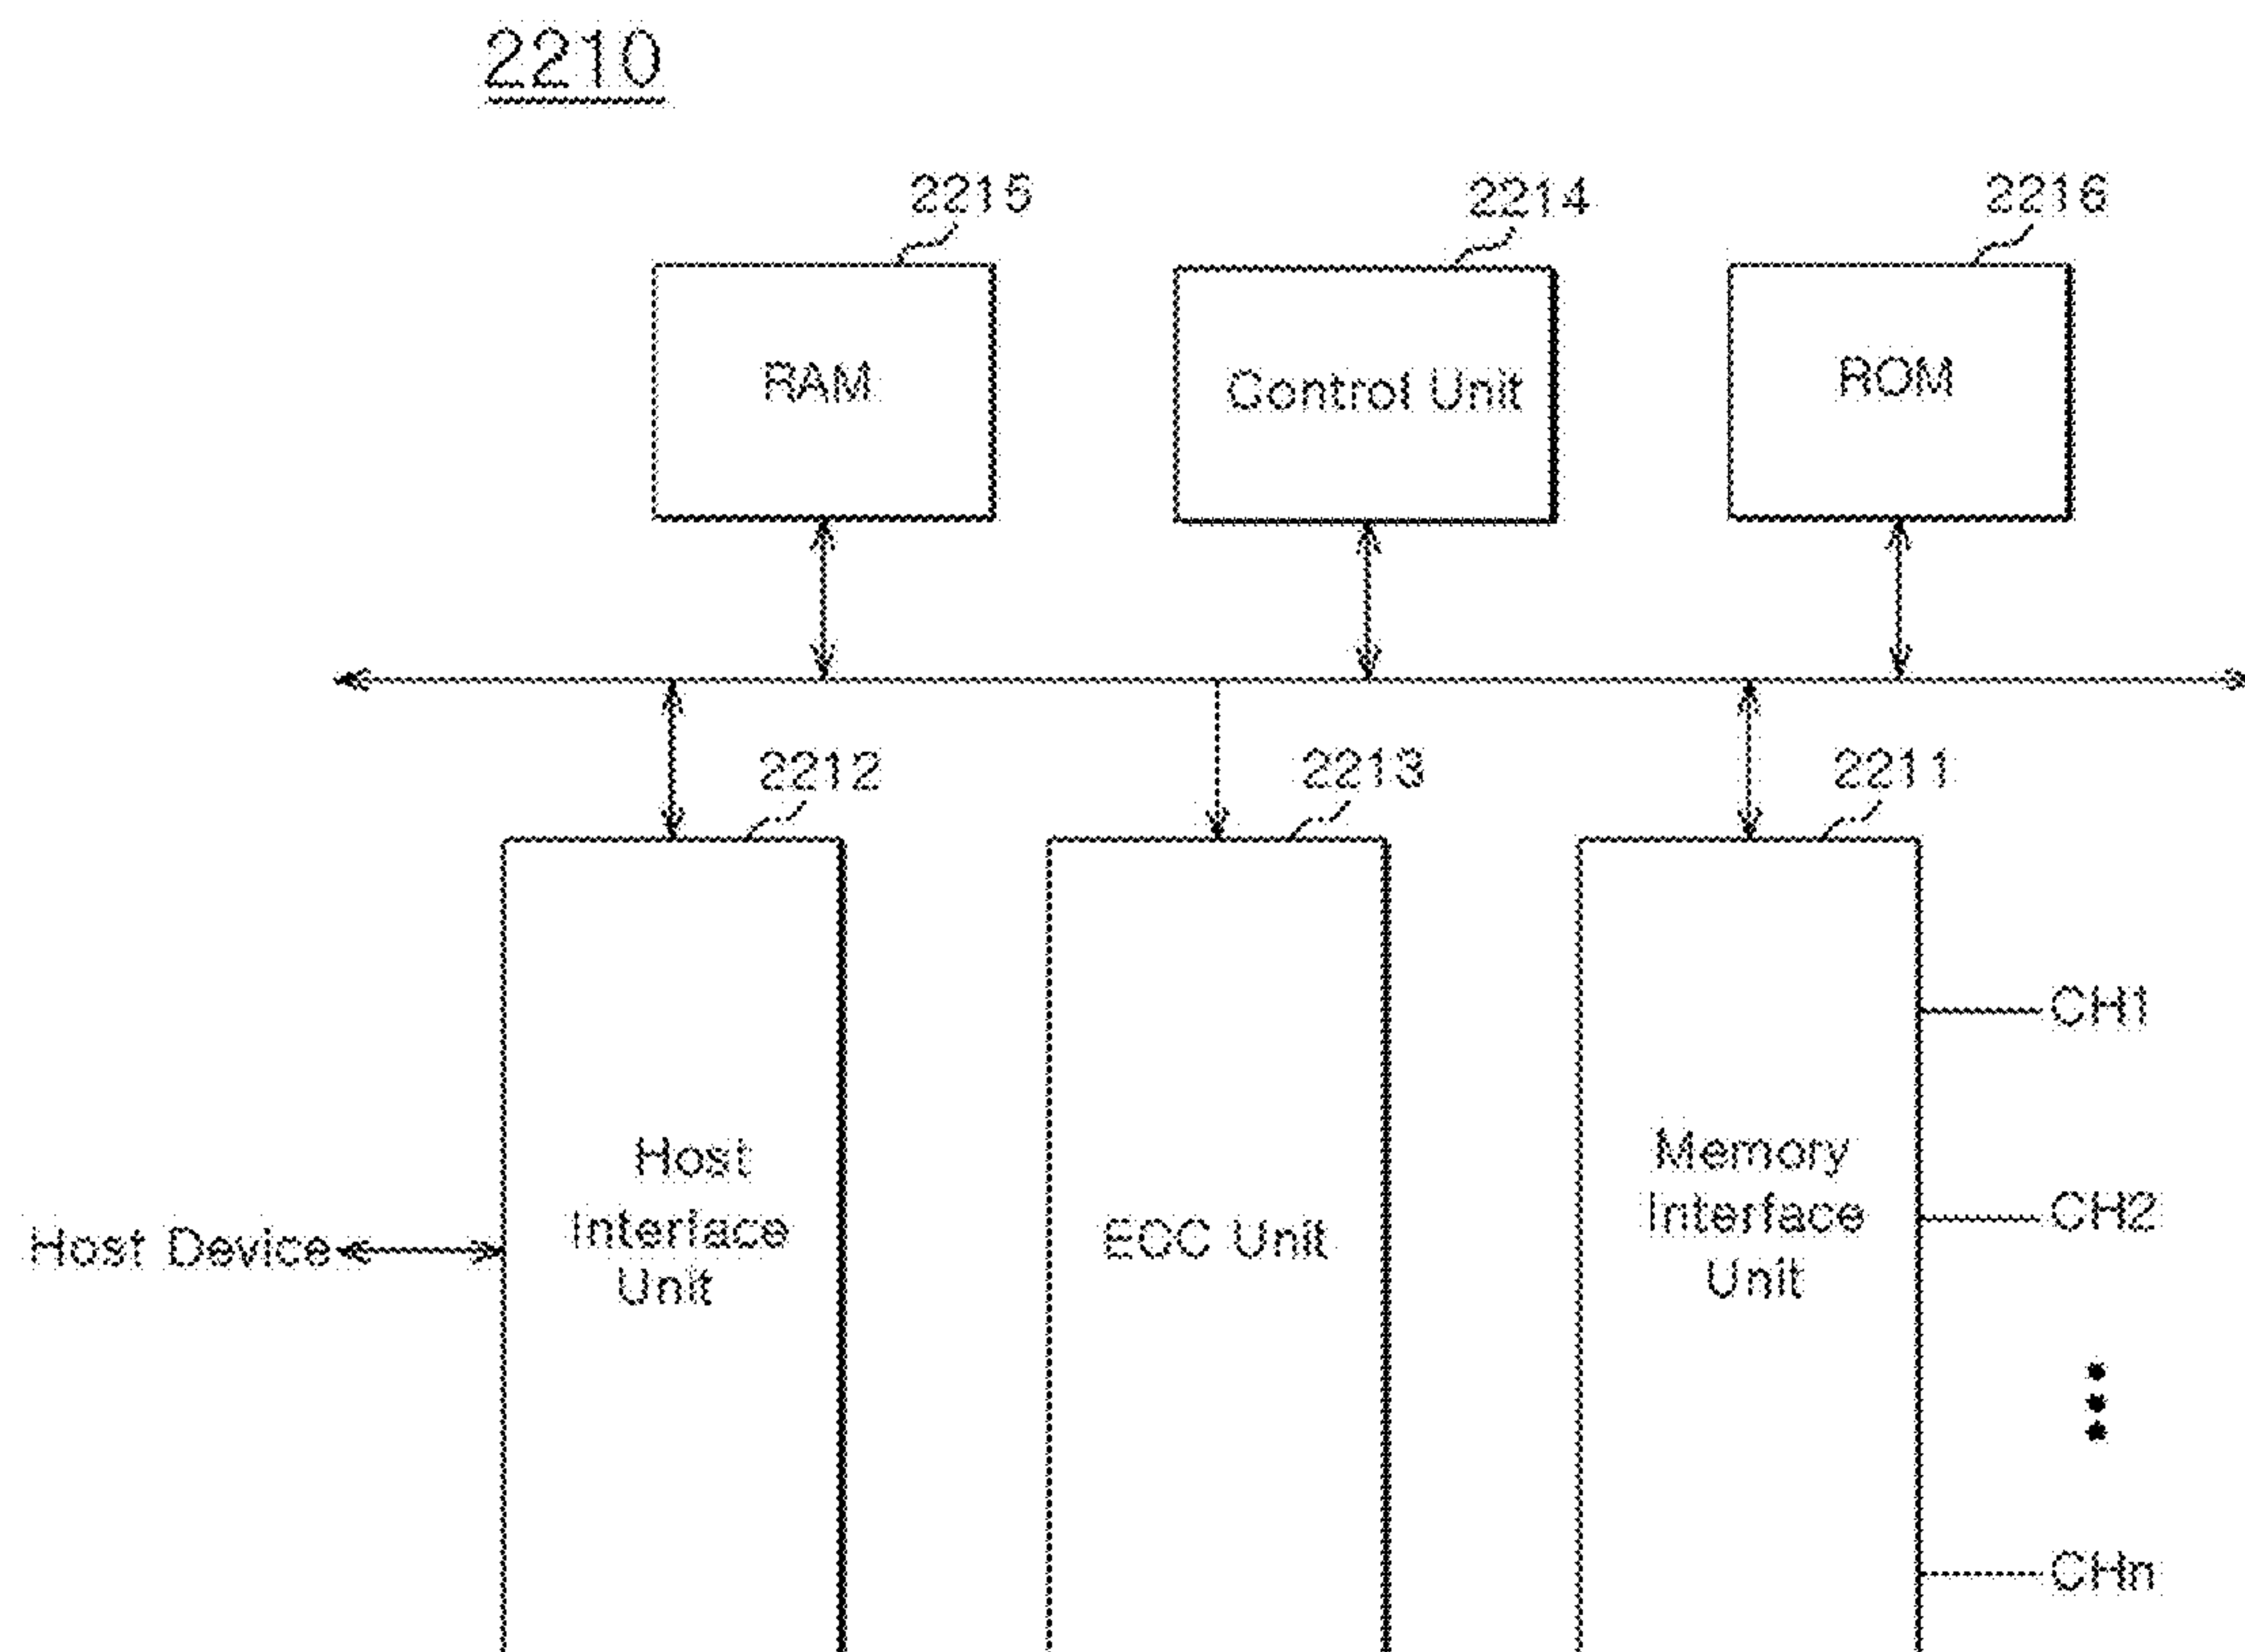 2210
2215
2214
2216
RAM
Control Unit
ROM
2212
2213
2211
CH1
Host
Interface
Unit
Memory
Interface
Unit
ECC Unit
CH2
Host Device
CHn